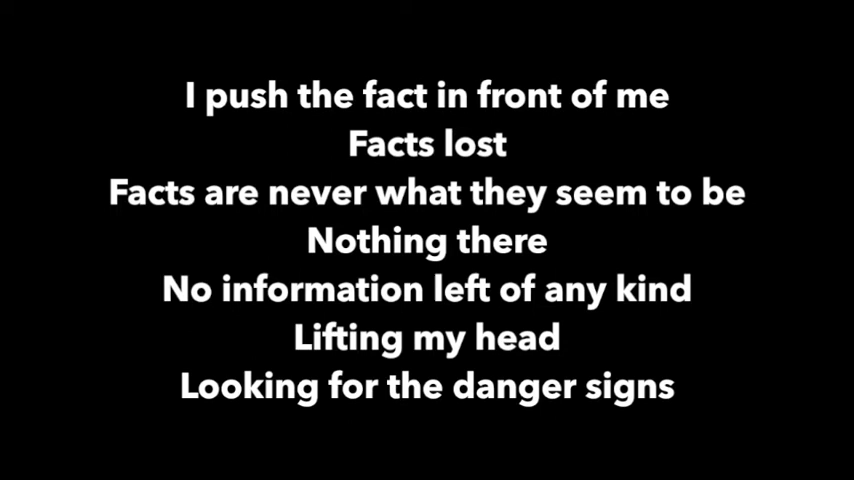 I push the fact in front of me
Facts lost
Facts are never what they seem to be
Nothing there
No information left of any kind
Lifting my head
Looking for the danger signs